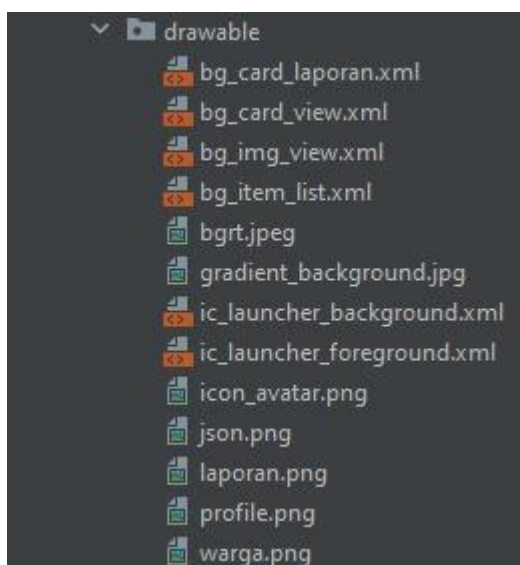 drawable
bg_card_laporan.xml
bg_card_view.xml
bg_img_view.xml
bg_item_list.xml
bgrt.jpeg
gradient_background.jpg
ic_launcher_background.xml
ic_launcher_foreground.xml
icon_avatar.png
json.png
laporan.png
profile.png
warga.png